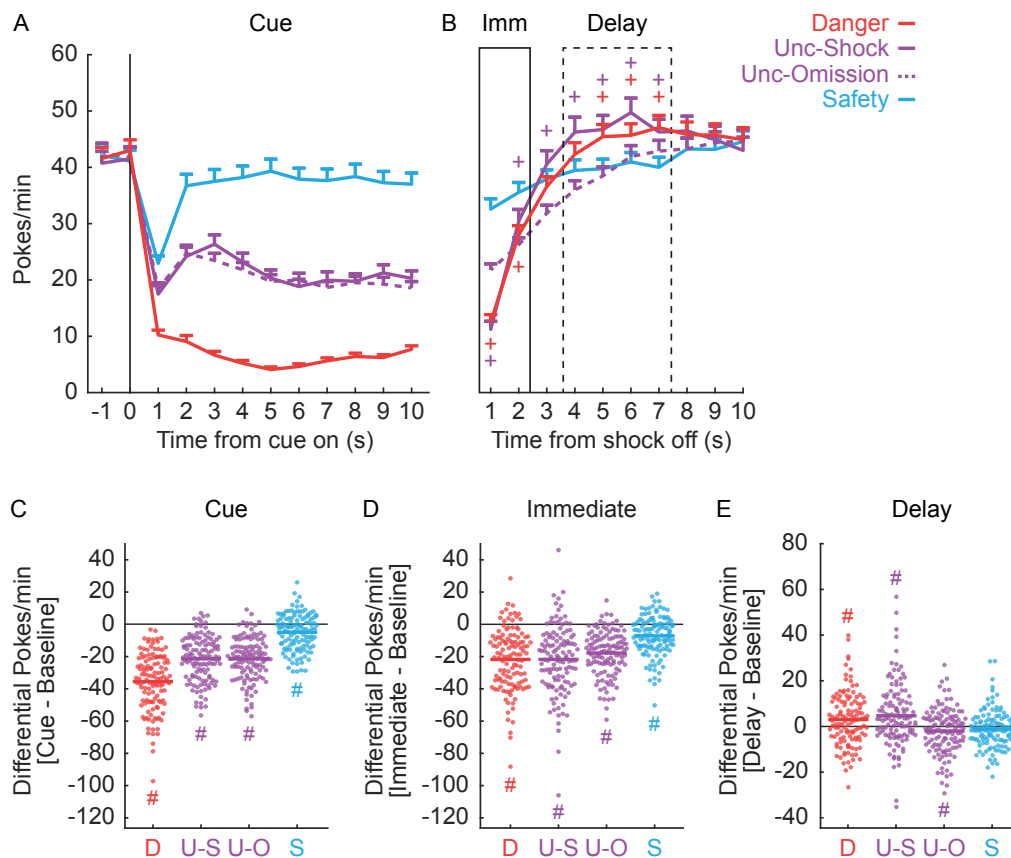 A
Cue
B
Imm
Delay
Danger
Unc-Shock
Unc-Omission
Safety
Pokes/min
60
50
40
30
20
10
0
-1 0 1 2 3 4 5 6 7 8 9 10
Time from cue on (s)
+ + + +
+ + + +
+ +
+
+
1 2 3 4 5 6 7 8 9 10
Time from shock off (s)
C
Cue
Differential Pokes/min
[Cue - Baseline]
40
20
0
-20
-40
-60
-80
-100
-120
# # # #
D U-S U-O S
D
Immediate
Differential Pokes/min
[Immediate - Baseline]
40
20
0
-20
-40
-60
-80
-100
-120
# # # #
D U-S U-O S
E
Delay
Differential Pokes/min
[Delay - Baseline]
80
60
40
20
0
-20
-40
# # #
D U-S U-O S